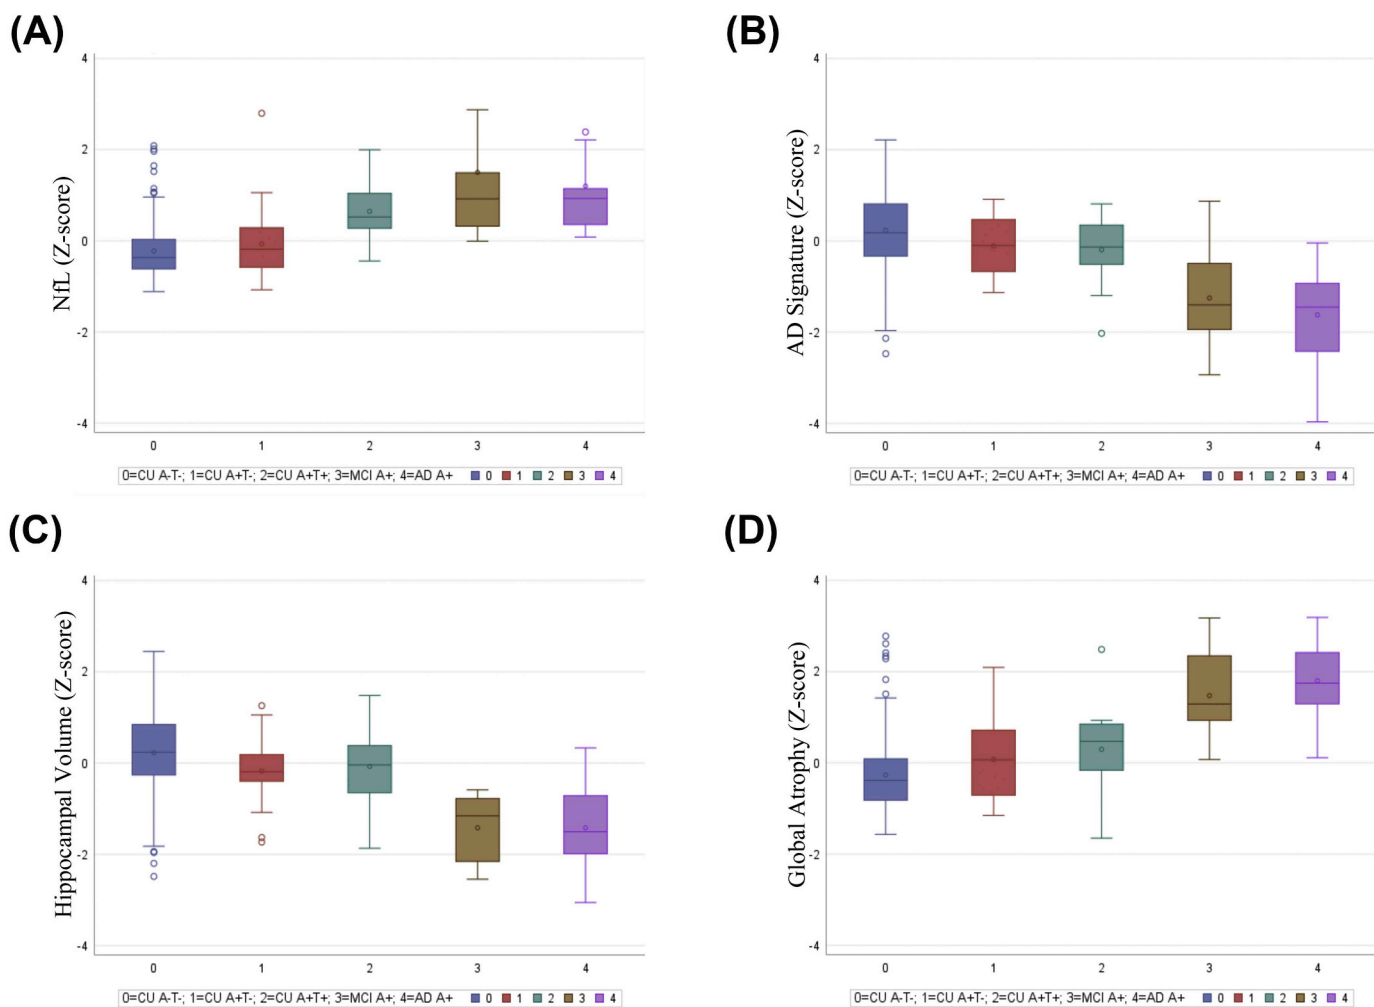 (A)
4
2
0
-2
-4
NfL (Z-score)
0 1 2 3 4
0=CU A-T-; 1=CU A+T-; 2=CU A+T+; 3=MCI A+; 4=AD A+ 0 1 2 3 4
(B)
4
2
0
-2
-4
AD Signature (Z-score)
0 1 2 3 4
0=CU A-T-; 1=CU A+T-; 2=CU A+T+; 3=MCI A+; 4=AD A+ 0 1 2 3 4
(C)
4
2
0
-2
-4
Hippocampal Volume (Z-score)
0 1 2 3 4
0=CU A-T-; 1=CU A+T-; 2=CU A+T+; 3=MCI A+; 4=AD A+ 0 1 2 3 4
(D)
4
2
0
-2
-4
Global Atrophy (Z-score)
0 1 2 3 4
0=CU A-T-; 1=CU A+T-; 2=CU A+T+; 3=MCI A+; 4=AD A+ 0 1 2 3 4